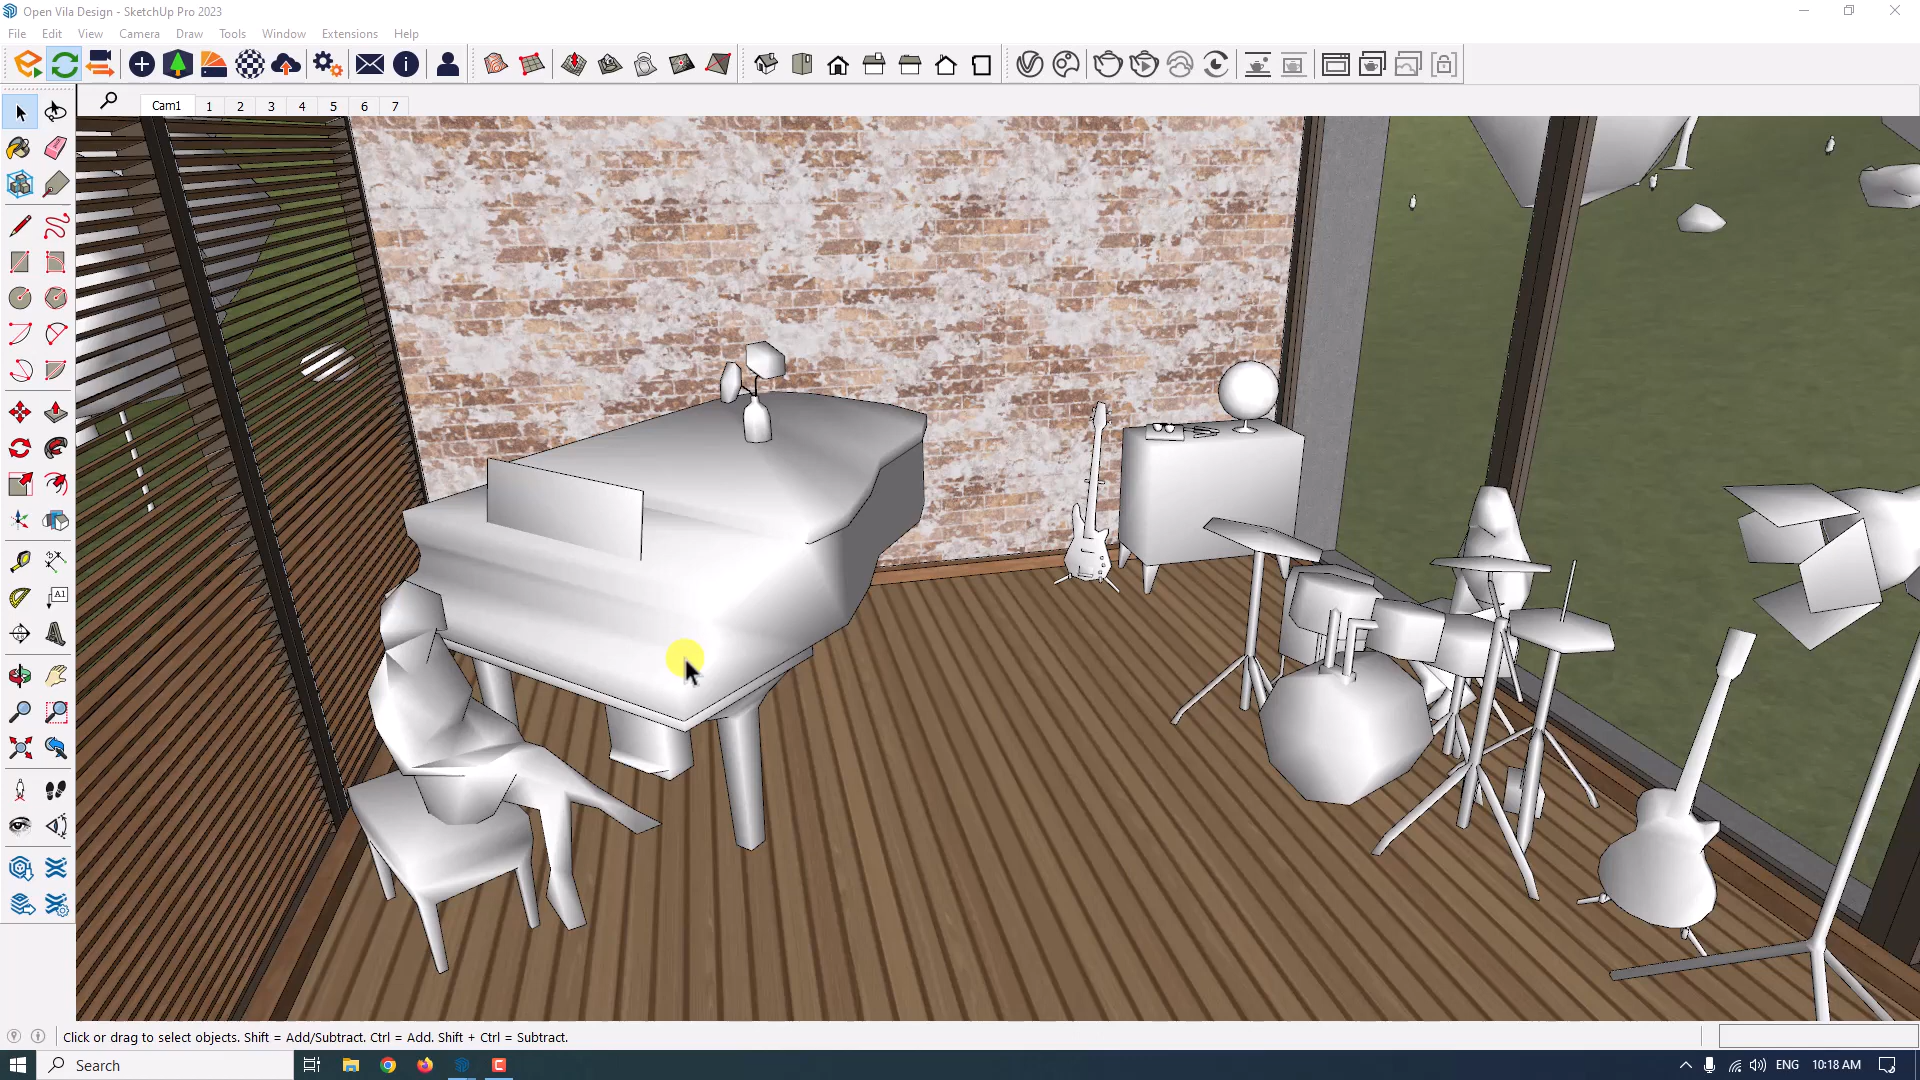 Open Vila Design - SketchUp Pro 2023
File Edit View Camera Draw Tools Window Extensions Help
Cam1 1 2 3 4 5 6 7
A1
Click or drag to select objects. Shift = Add/Subtract. Ctrl = Add. Shift + Ctrl = Subtract.
Search ENG 10:18 AM